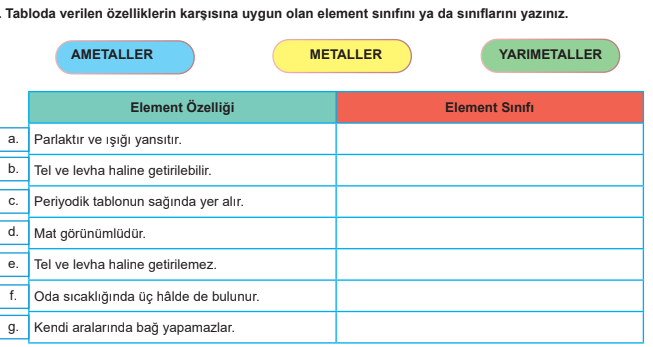 . Tabloda verilen özelliklerin karşısına uygun olan element sınıfını ya da sınıflarını yazınız.
AMETALLER METALLER YARIMETALLER
Element Özelliği Element Sınıfı
a. Parlaktır ve ışığı yansıtır.
b. Tel ve levha haline getirilebilir.
c. Periyodik tablonun sağında yer alır.
d. Mat görünümlüdür.
e. Tel ve levha haline getirilemez.
f. Oda sıcaklığında üç hâlde de bulunur.
g. Kendi aralarında bağ yapamazlar.